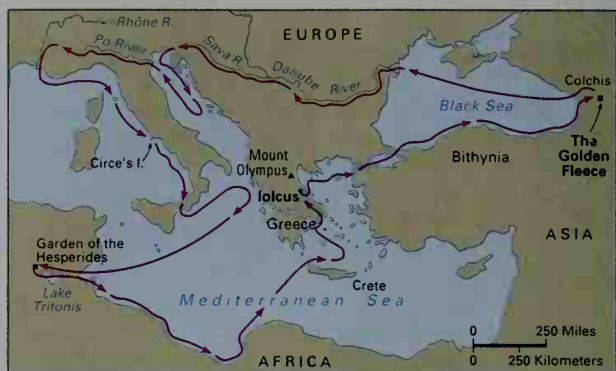 Rhône R.
EUROPE
Po River
Sava R.
Danube
River
Colchis
Black Sea
The
Golden
Fleece
Circe's I.
Mount
Olympus
Bithynia
Iolcus
Greece
ASIA
Garden of the
Hesperides
Lake
Tritonis
Crete
Mediterranean Sea
0 250 Miles
0 250 Kilometers
AFRICA